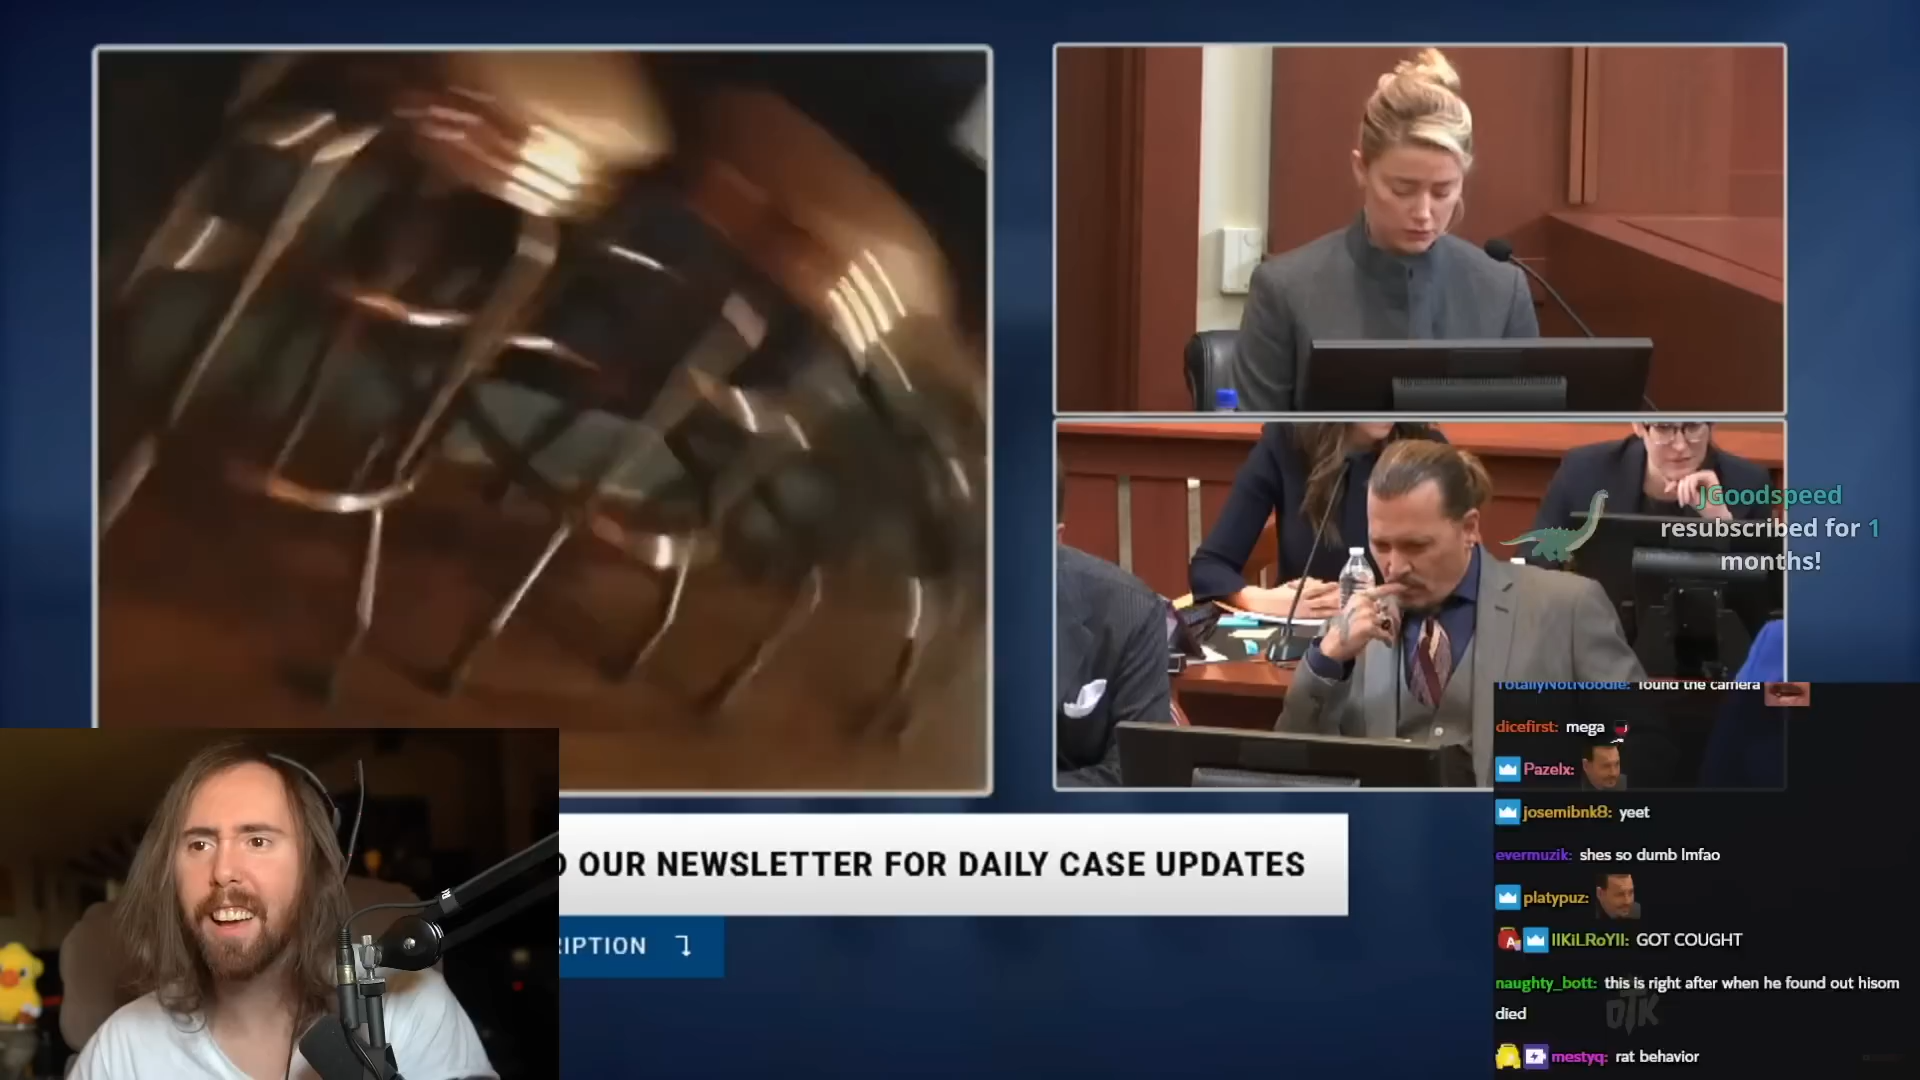 JGoodspeed
resubscribed for 1
months!
TotallyNotNoodle: found the camera
dicefirst: mega
Pazelx:
josemibnk8: yeet
evermuzik: shes so dumb lmfao
platypuz:
IIKiLRoYII: GOT COUGHT
naughty_bott: this is right after when he found out hisom
died
mestyq: rat behavior
OUR NEWSLETTER FOR DAILY CASE UPDATES
RIPTION